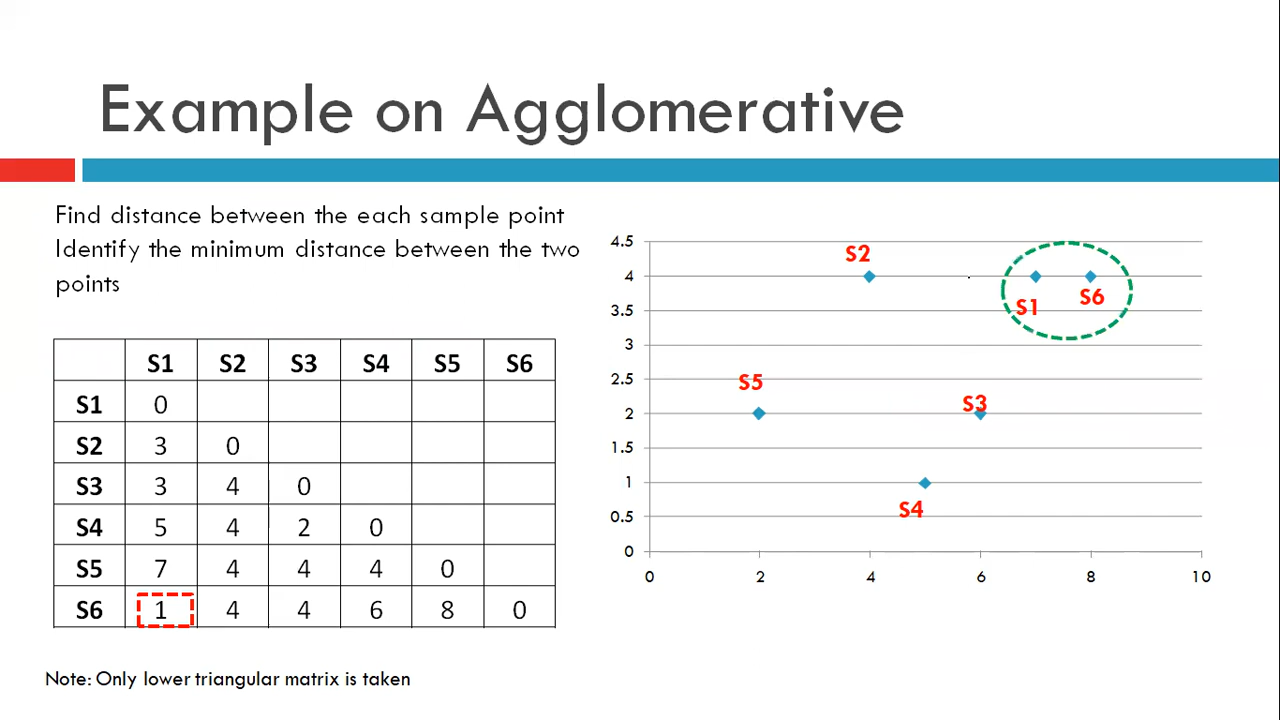 Example on Agglomerative
Find distance between the each sample point
Identify the minimum distance between the two
points
S1 S2 S3 S4 S5 S6
S1 0
S2 3 0
S3 3 4 0
S4 5 4 2 0
S5 7 4 4 4 0
S6 1 4 4 6 8 0
Note: Only lower triangular matrix is taken
4.5
4
3.5
3
2.5
2
1.5
1
0.5
0
0 2 4 6 8 10
S2
S1
S6
S5
S3
S4